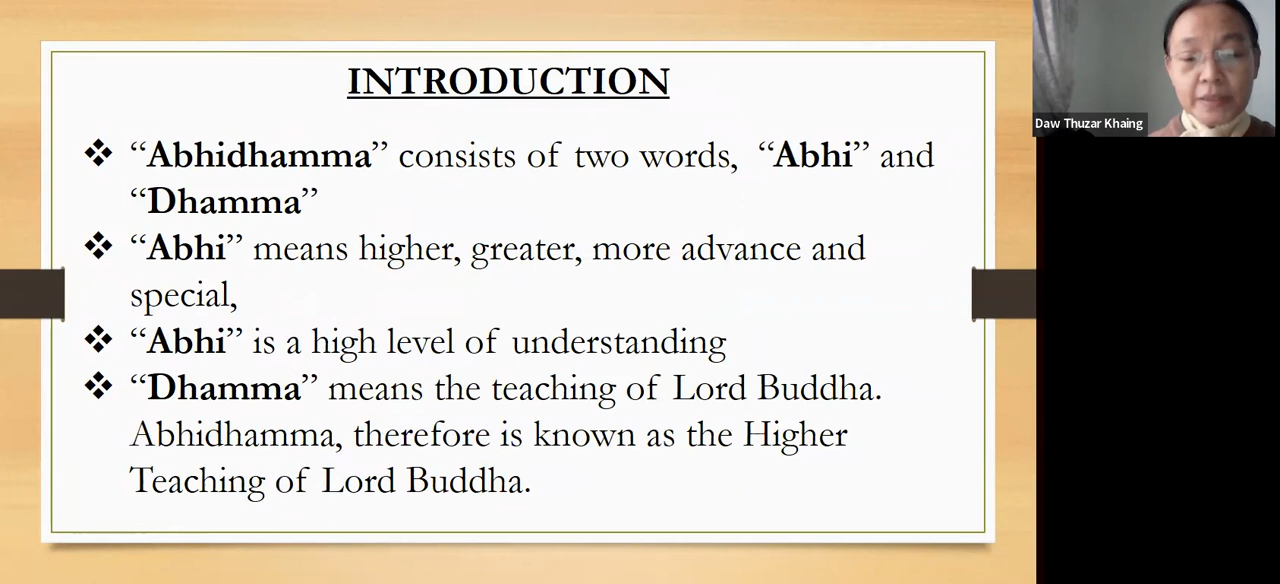 INTRODUCTION
❖ “Abhidhamma” consists of two words, “Abhi” and
“Dhamma”
❖ “Abhi” means higher, greater, more advance and
special,
❖ “Abhi” is a high level of understanding
❖ “Dhamma” means the teaching of Lord Buddha.
Abhidhamma, therefore is known as the Higher
Teaching of Lord Buddha.
Daw Thuzar Khaing